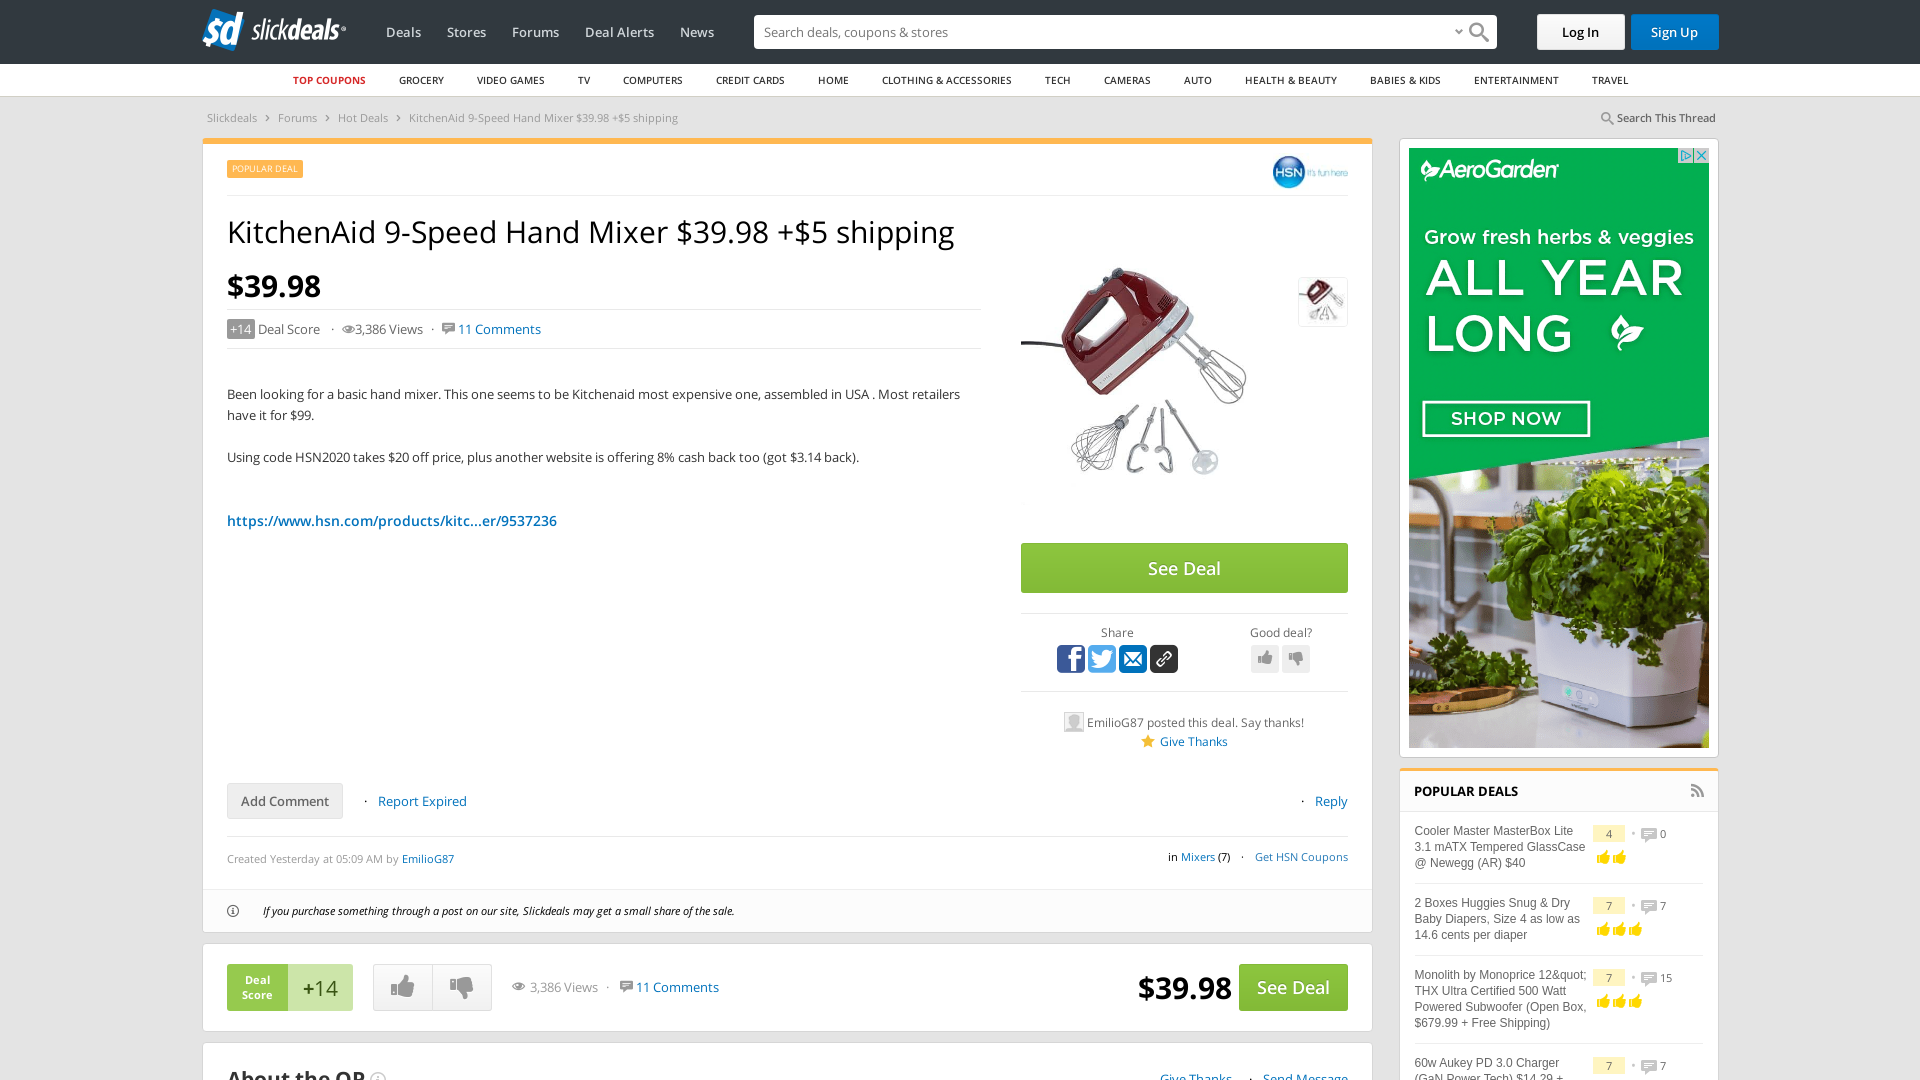 sd slickdeals
Deals Stores Forums Deal Alerts News
Search deals, coupons & stores
Log In Sign Up
TOP COUPONS GROCERY VIDEO GAMES TV COMPUTERS CREDIT CARDS HOME CLOTHING & ACCESSORIES TECH CAMERAS AUTO HEALTH & BEAUTY BABIES & KIDS ENTERTAINMENT TRAVEL
Slickdeals > Forums > Hot Deals > KitchenAid 9-Speed Hand Mixer $39.98 +$5 shipping
Search This Thread
POPULAR DEAL
HSN it's fun here
KitchenAid 9-Speed Hand Mixer $39.98 +$5 shipping
$39.98
+14 Deal Score · 3,386 Views · 11 Comments
Been looking for a basic hand mixer. This one seems to be Kitchenaid most expensive one, assembled in USA . Most retailers
have it for $99.
Using code HSN2020 takes $20 off price, plus another website is offering 8% cash back too (got $3.14 back).
https://www.hsn.com/products/kitc...er/9537236
See Deal
Share
Good deal?
EmilioG87 posted this deal. Say thanks!
Give Thanks
Add Comment · Report Expired
· Reply
Created Yesterday at 05:09 AM by EmilioG87
in Mixers (7) · Get HSN Coupons
If you purchase something through a post on our site, Slickdeals may get a small share of the sale.
Deal
Score
+14
3,386 Views · 11 Comments
$39.98
See Deal
About the OP
Give Thanks · Send Message
AeroGarden
Grow fresh herbs & veggies
ALL YEAR
LONG
SHOP NOW
POPULAR DEALS
Cooler Master MasterBox Lite
3.1 mATX Tempered GlassCase
@ Newegg (AR) $40
4 • 0
2 Boxes Huggies Snug & Dry
Baby Diapers, Size 4 as low as
14.6 cents per diaper
7 • 7
Monolith by Monoprice 12&quot;
THX Ultra Certified 500 Watt
Powered Subwoofer (Open Box,
$679.99 + Free Shipping)
7 • 15
60w Aukey PD 3.0 Charger
(GaN Power Tech) $14.29 +
7 • 7